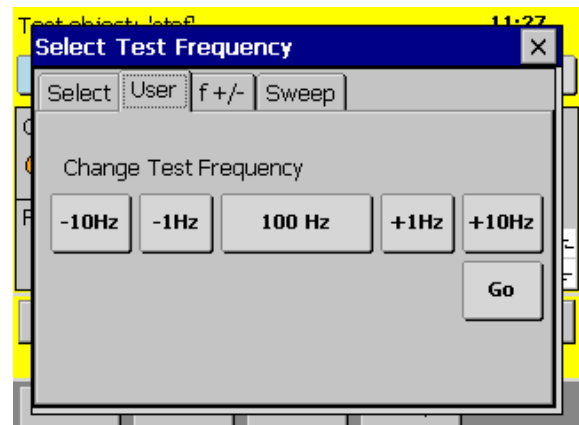 11:27
Select Test Frequency
Select User f +/- Sweep
Change Test Frequency
-10Hz -1Hz 100 Hz +1Hz +10Hz
Go